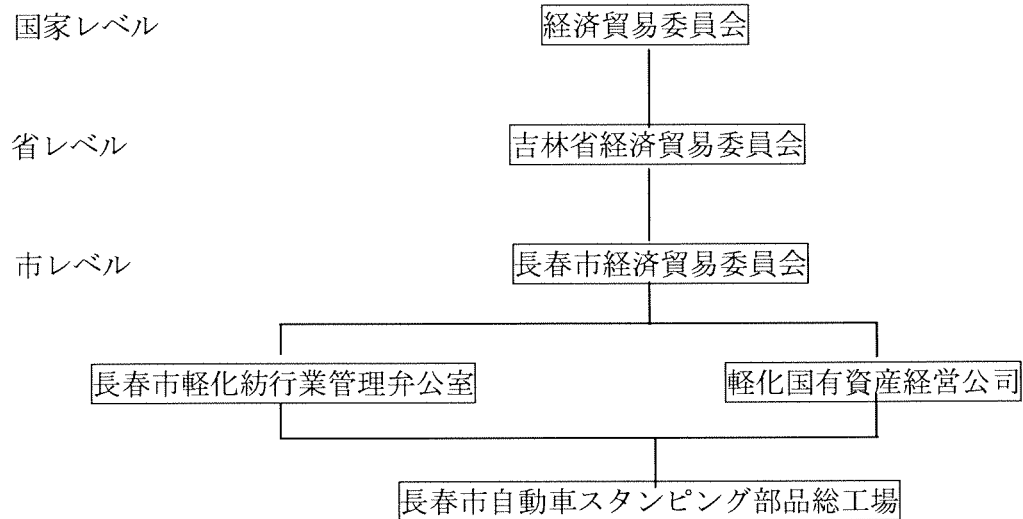 国家レベル
経済貿易委員会
省レベル
吉林省経済貿易委員会
市レベル
長春市経済貿易委員会
長春市軽化紡行業管理弁公室
軽化国有資産経営公司
長春市自動車スタンピング部品総工場